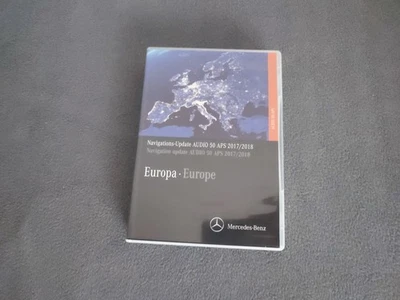 Navigations-Update AUDIO 50 APS 2017/2018
Navigation update AUDIO 50 APS 2017/2018
Europa · Europe
Mercedes-Benz